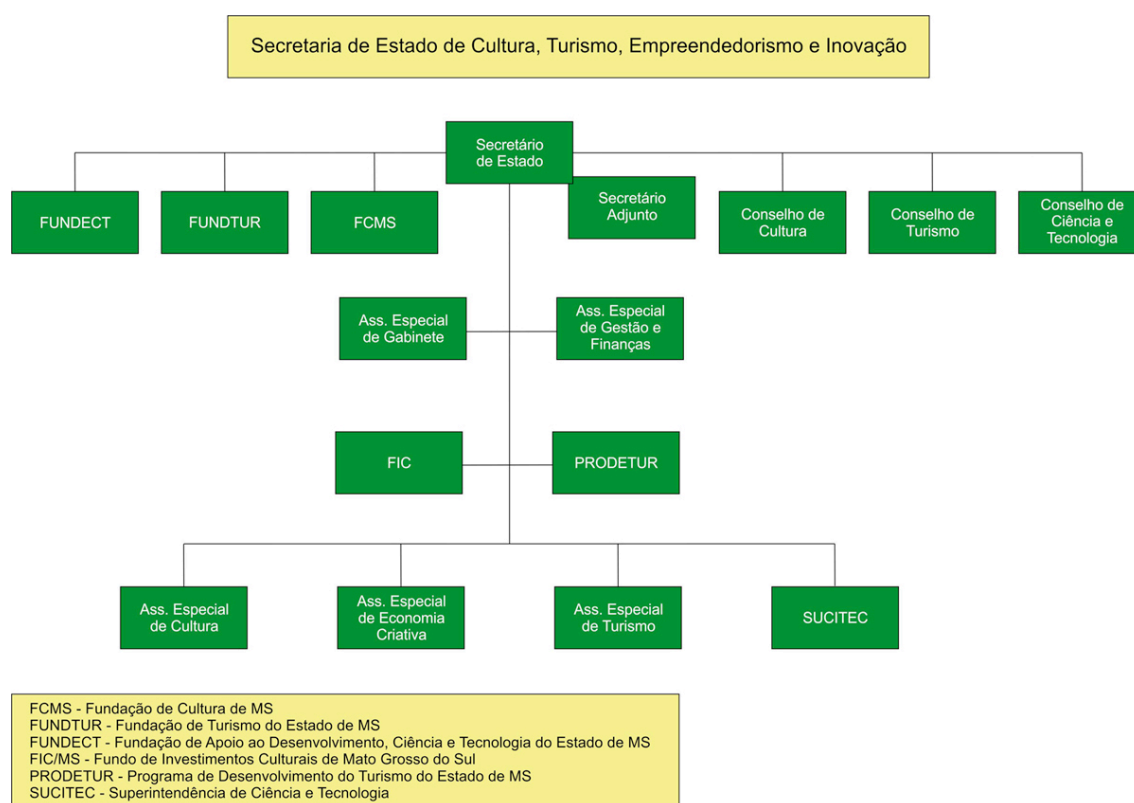 Secretaria de Estado de Cultura, Turismo, Empreendedorismo e Inovação
Secretário
de Estado
FUNDECT
FUNDTUR
FCMS
Secretário
Adjunto
Conselho de
Cultura
Conselho de
Turismo
Conselho de
Ciência e
Tecnologia
Ass. Especial
de Gabinete
Ass. Especial
de Gestão e
Finanças
FIC
PRODETUR
Ass. Especial
de Cultura
Ass. Especial
de Economia
Criativa
Ass. Especial
de Turismo
SUCITEC
FCMS - Fundação de Cultura de MS
FUNDTUR - Fundação de Turismo do Estado de MS
FUNDECT - Fundação de Apoio ao Desenvolvimento, Ciência e Tecnologia do Estado de MS
FIC/MS - Fundo de Investimentos Culturais de Mato Grosso do Sul
PRODETUR - Programa de Desenvolvimento do Turismo do Estado de MS
SUCITEC - Superintendência de Ciência e Tecnologia